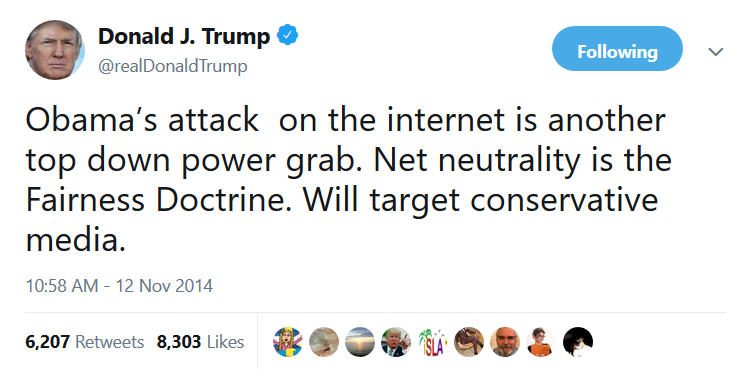 Donald J. Trump
@realDonaldTrump
Following
Obama’s attack  on the internet is another
top down power grab. Net neutrality is the
Fairness Doctrine. Will target conservative
media.
10:58 AM - 12 Nov 2014
6,207 Retweets 8,303 Likes
ISLA